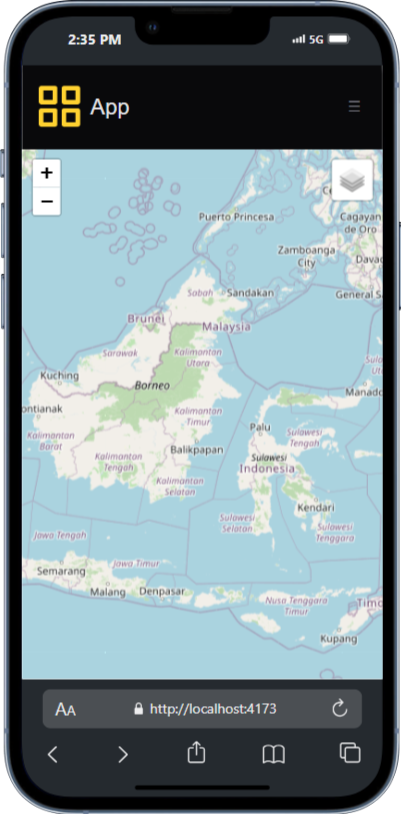 2:35 PM
5G
App
+
−
Puerto Princesa
Cagayan
de Oro
Zamboanga
City
Davao
General S
Sabah
Sandakan
Brunei
Malaysia
Sarawak
Kalimantan
Utara
Kuching
Borneo
ontianak
Manado
Kalimantan
Timur
Palu
Kalimantan
Barat
Sulawesi
Tengah
Balikpapan
Kalimantan
Tengah
Sulawesi
Indonesia
Kalimantan
Selatan
Kendari
Sulawesi
Selatan
Sulawesi
Tenggara
Jawa Tengah
Jawa Timur
Semarang
Malang
Denpasar
Nusa Tenggara
Timur
Timo
Kupang
AA
http://localhost:4173